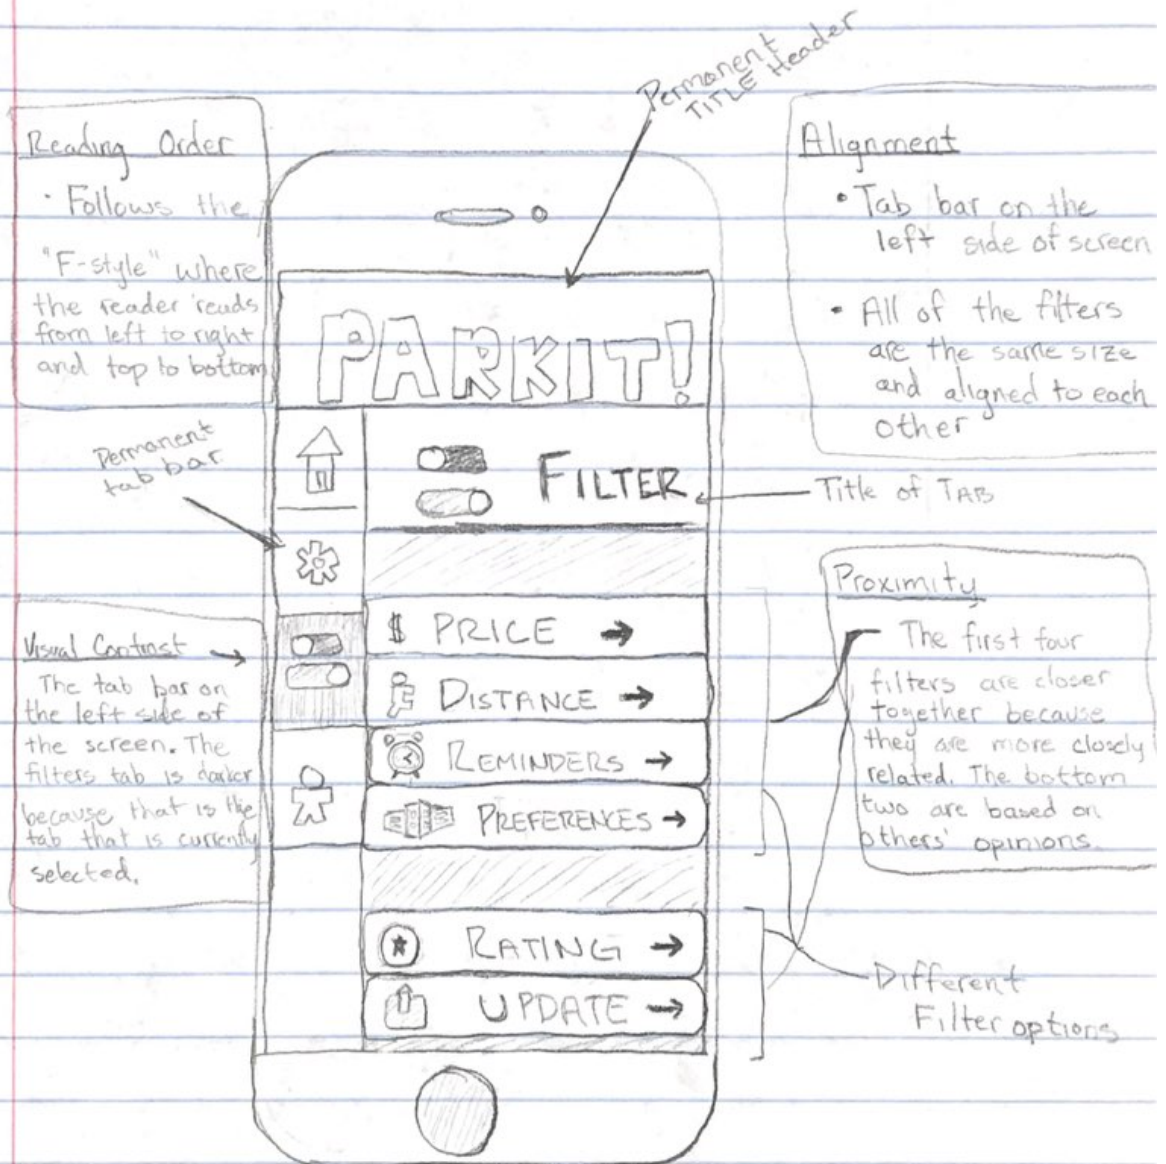 Permanent
TITLE Header
Reading Order
• Follows the
"F-style" where
the reader reads
from left to right
and top to bottom
Alignment
• Tab bar on the
left side of screen
• All of the filters
are the same size
and aligned to each
other
PARKIT!
Permanent
tab bar
FILTER
Title of TAB
Visual Contrast
The tab bar on
the left side of
the screen. The
filters tab is darker
because that is the
tab that is currently
selected.
$ PRICE →
DISTANCE →
REMINDERS →
PREFERENCES →
RATING →
UPDATE →
Proximity
The first four
filters are closer
together because
they are more closely
related. The bottom
two are based on
others' opinions.
Different
Filter options